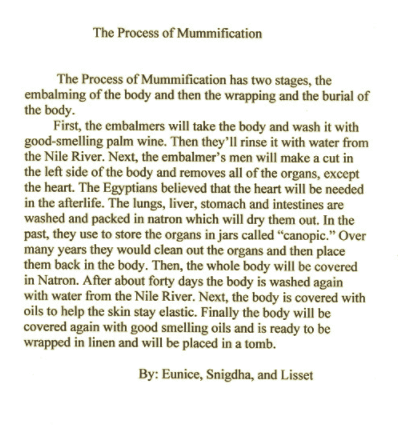 The Process of Mummification
The Process of Mummification has two stages, the
embalming of the body and then the wrapping and the burial of
the body.
First, the embalmers will take the body and wash it with
good-smelling palm wine. Then they'll rinse it with water from
the Nile River. Next, the embalmer's men will make a cut in
the left side of the body and removes all of the organs, except
the heart. The Egyptians believed that the heart will be needed
in the afterlife. The lungs, liver, stomach and intestines are
washed and packed in natron which will dry them out. In the
past, they use to store the organs in jars called “canopic.” Over
many years they would clean out the organs and then place
them back in the body. Then, the whole body will be covered
in Natron. After about forty days the body is washed again
with water from the Nile River. Next, the body is covered with
oils to help the skin stay elastic. Finally the body will be
covered again with good smelling oils and is ready to be
wrapped in linen and will be placed in a tomb.
By: Eunice, Snigdha, and Lisset